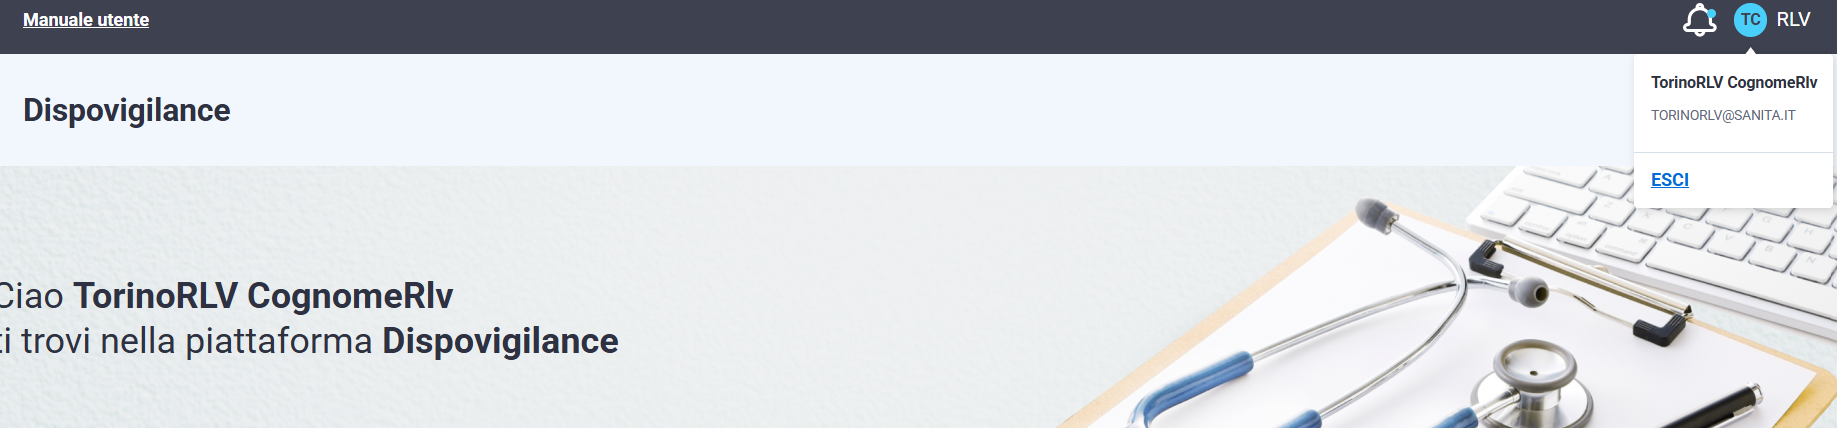 Manuale utente
TC RLV
TorinoRLV CognomeRlv
TORINORLV@SANITA.IT
ESCI
Dispovigilance
Ciao TorinoRLV CognomeRlv
ti trovi nella piattaforma Dispovigilance